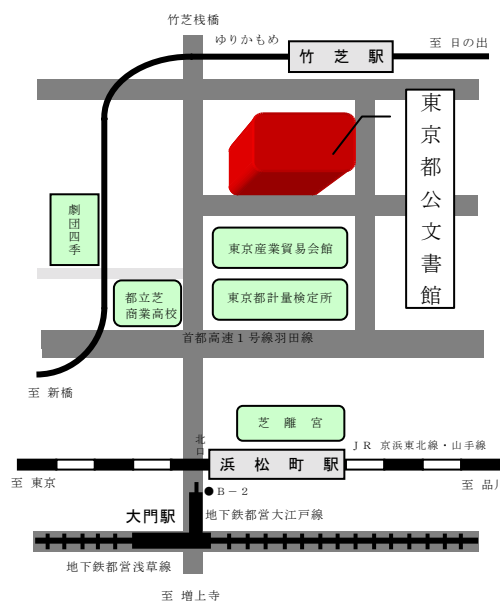 竹芝桟橋
ゆりかもめ
竹芝駅
至 日の出
東京都公文書館
劇団四季
東京産業貿易会館
東京都計量検定所
都立芝
商業高校
首都高速1号線羽田線
至 新橋
芝離宮
北口
JR 京浜東北線・山手線
浜松町駅
至 東京
至 品川
●B－2
大門駅
地下鉄都営大江戸線
地下鉄都営浅草線
至 増上寺